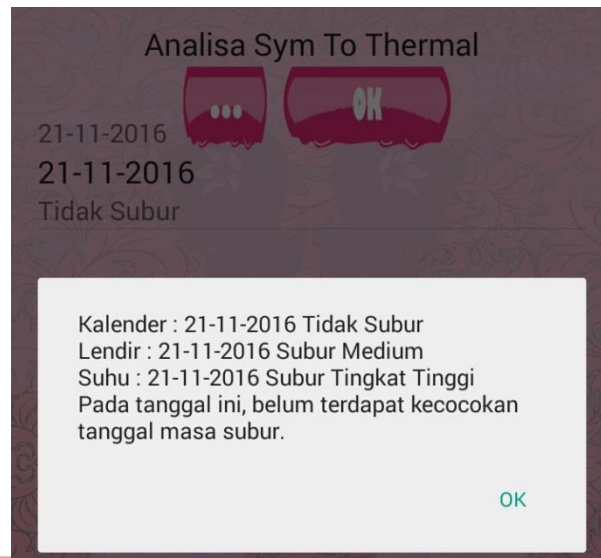 Analisa Sym To Thermal
21-11-2016 ... OK
21-11-2016
Tidak Subur
Kalender : 21-11-2016 Tidak Subur
Lendir : 21-11-2016 Subur Medium
Suhu : 21-11-2016 Subur Tingkat Tinggi
Pada tanggal ini, belum terdapat kecocokan
tanggal masa subur.
OK